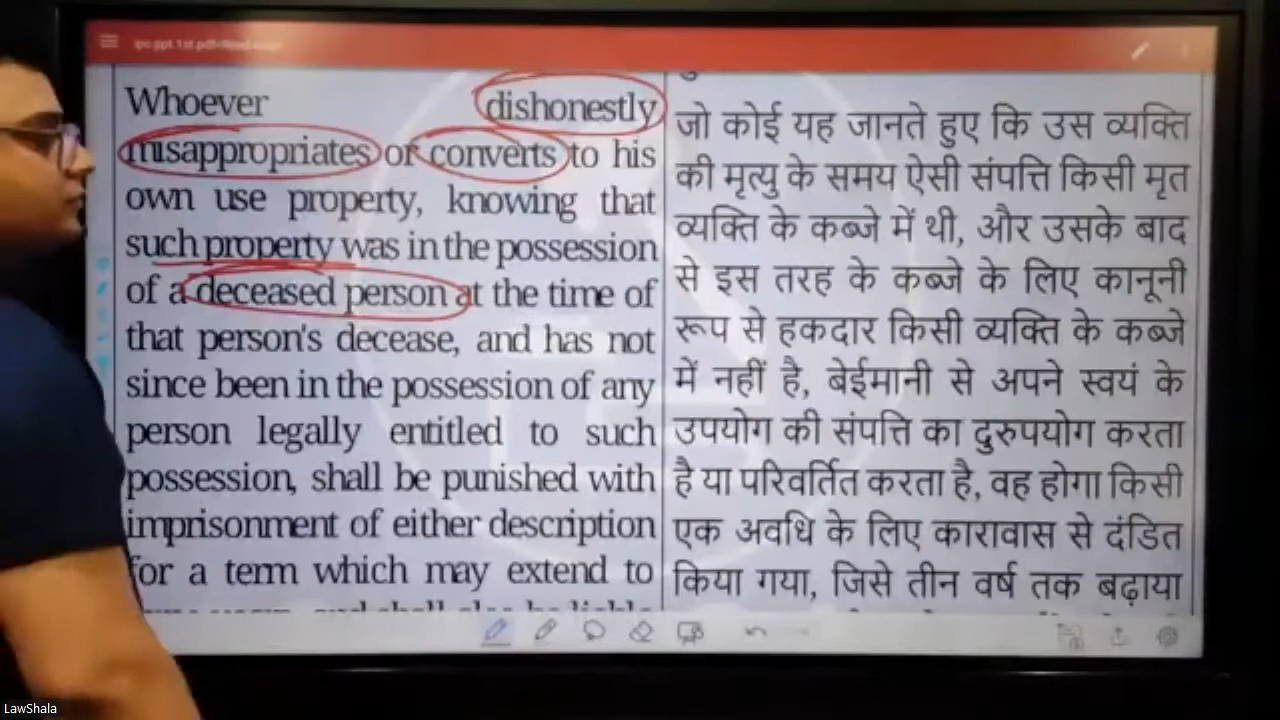 Whoever dishonestly
misappropriates or converts to his
own use property, knowing that
such property was in the possession
of a deceased person at the time of
that person's decease, and has not
since been in the possession of any
person legally entitled to such
possession, shall be punished with
imprisonment of either description
for a term which may extend to
जो कोई यह जानते हुए कि उस व्यक्ति
की मृत्यु के समय ऐसी संपत्ति किसी मृत
व्यक्ति के कब्जे में थी, और उसके बाद
से इस तरह के कब्जे के लिए कानूनी
रूप से हकदार किसी व्यक्ति के कब्जे
में नहीं है, बेईमानी से अपने स्वयं के
उपयोग की संपत्ति का दुरुपयोग करता
है या परिवर्तित करता है, वह होगा किसी
एक अवधि के लिए कारावास से दंडित
किया गया, जिसे तीन वर्ष तक बढ़ाया
LawShala